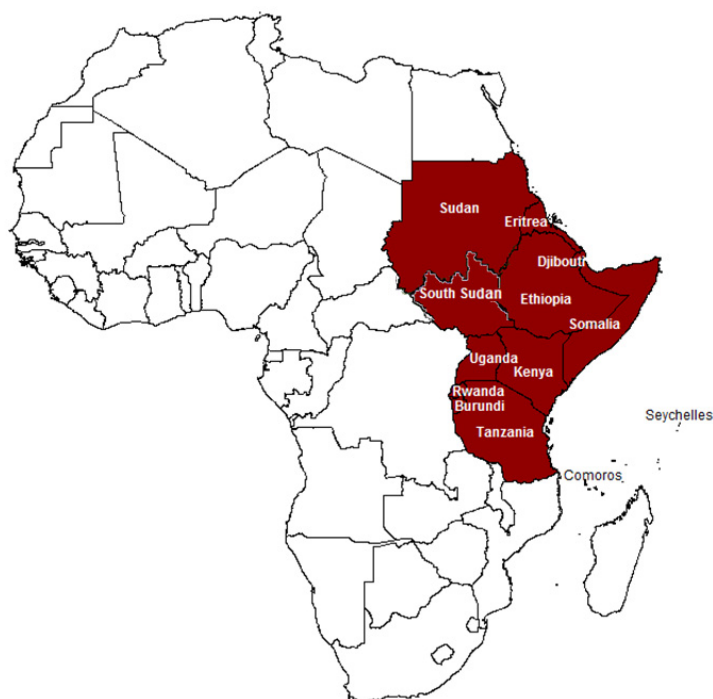 Sudan
Eritrea
Djibouti
South Sudan
Ethiopia
Somalia
Uganda
Kenya
Rwanda
Burundi
Seychelles
Tanzania
Comoros